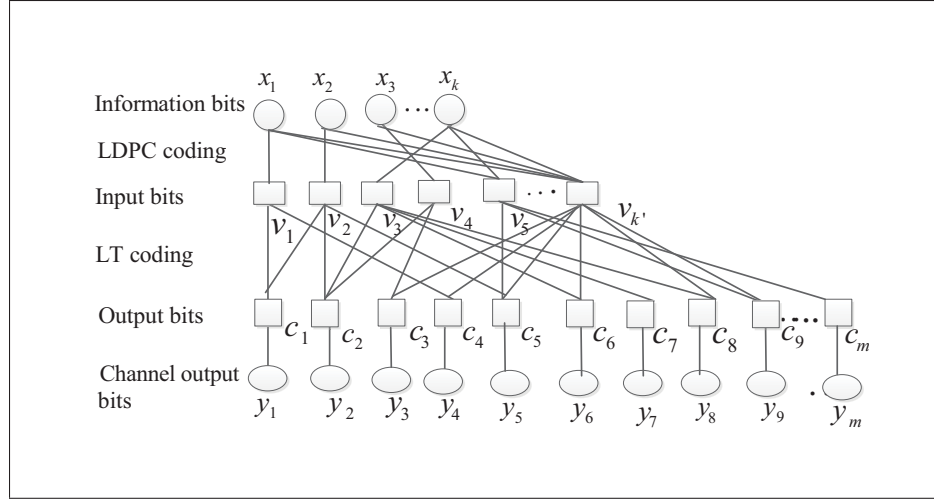 x₁ x₂ x₃ xₖ
Information bits ...
LDPC coding
Input bits ...
v₁ v₂ v₃ v₄ v₅ vₖ'
LT coding
Output bits c₁ c₂ c₃ c₄ c₅ c₆ c₇ c₈ c₉ ..... cₘ
Channel output
bits
y₁ y₂ y₃ y₄ y₅ y₆ y₇ y₈ y₉ . yₘ